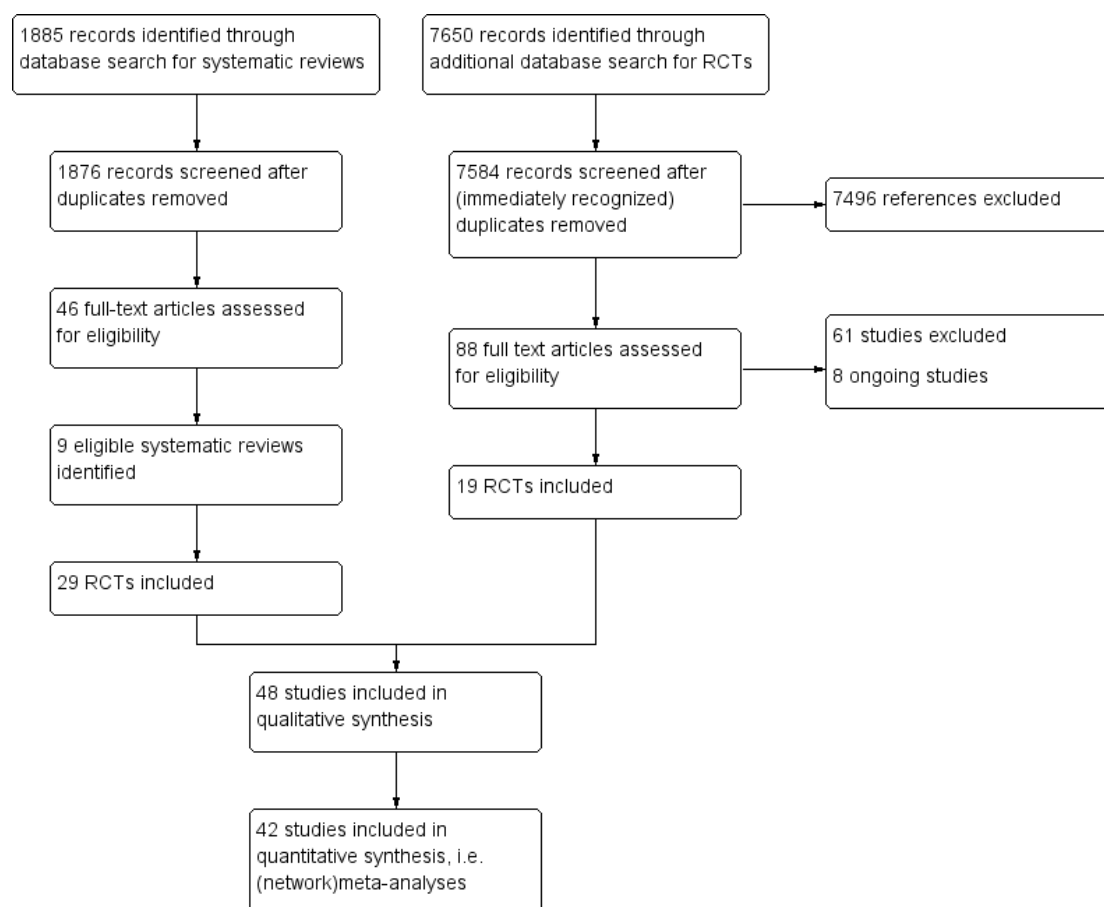 1885 records identified through
database search for systematic reviews
7650 records identified through
additional database search for RCTs
1876 records screened after
duplicates removed
7584 records screened after
(immediately recognized)
duplicates removed
7496 references excluded
46 full-text articles assessed
for eligibility
88 full text articles assessed
for eligibility
61 studies excluded
8 ongoing studies
9 eligible systematic reviews
identified
19 RCTs included
29 RCTs included
48 studies included in
qualitative synthesis
42 studies included in
quantitative synthesis, i.e.
(network)meta-analyses